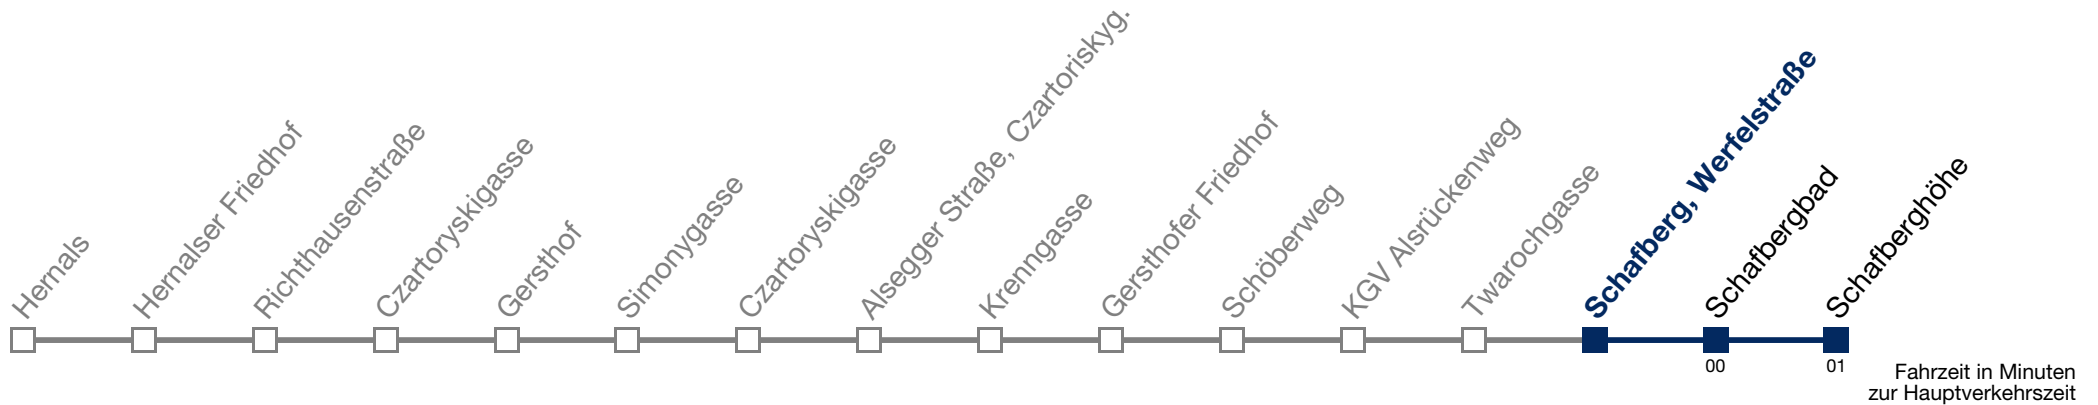 Hernals
Hernalser Friedhof
Richthausenstraße
Czartoryskigasse
Gersthof
Simonygasse
Czartoryskigasse
Alsegger Straße, Czartoriskyg.
Krenngasse
Gersthofer Friedhof
Schöberweg
KGV Alsrückenweg
Twarochgasse
Schafberg, Werfelstraße
Schafbergbad
Schafberghöhe
00
01
Fahrzeit in Minuten
zur Hauptverkehrszeit